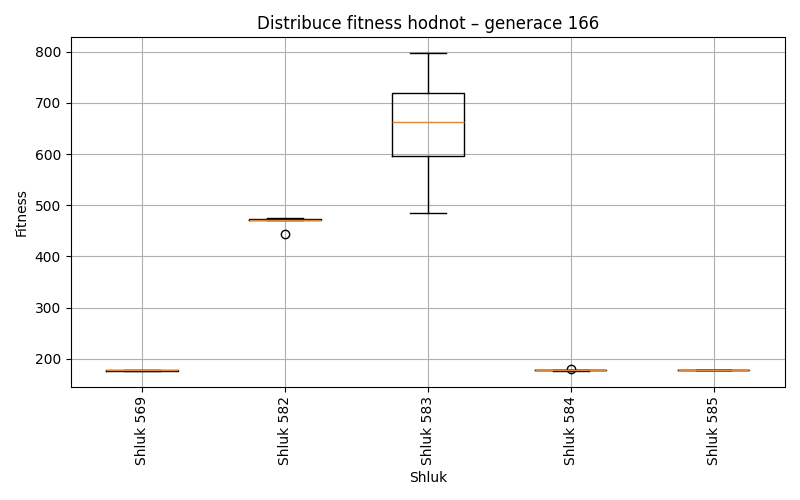 Distribuce fitness hodnot – generace 166
800
700
600
500
400
300
200
Fitness
Shluk 569
Shluk 582
Shluk 583
Shluk 584
Shluk 585
Shluk